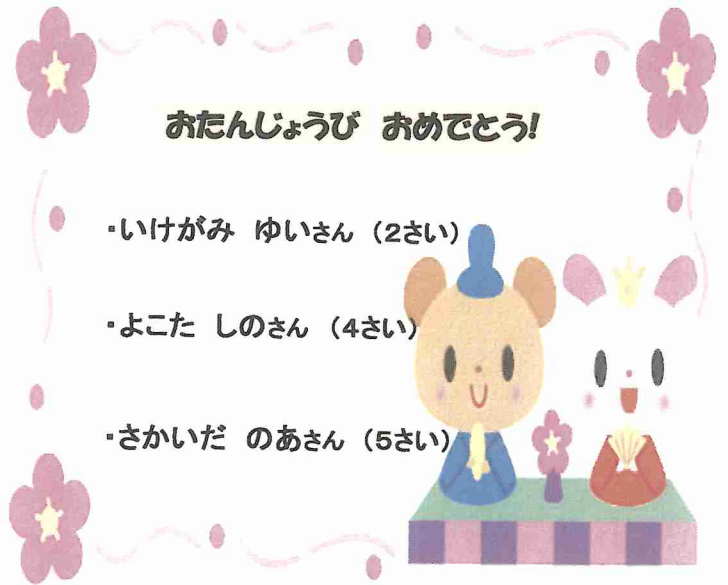 おたんじょうび おめでとう!
・いけがみ ゆいさん (2さい)
・よこた しのさん (4さい)
・さかいだ のあさん (5さい)